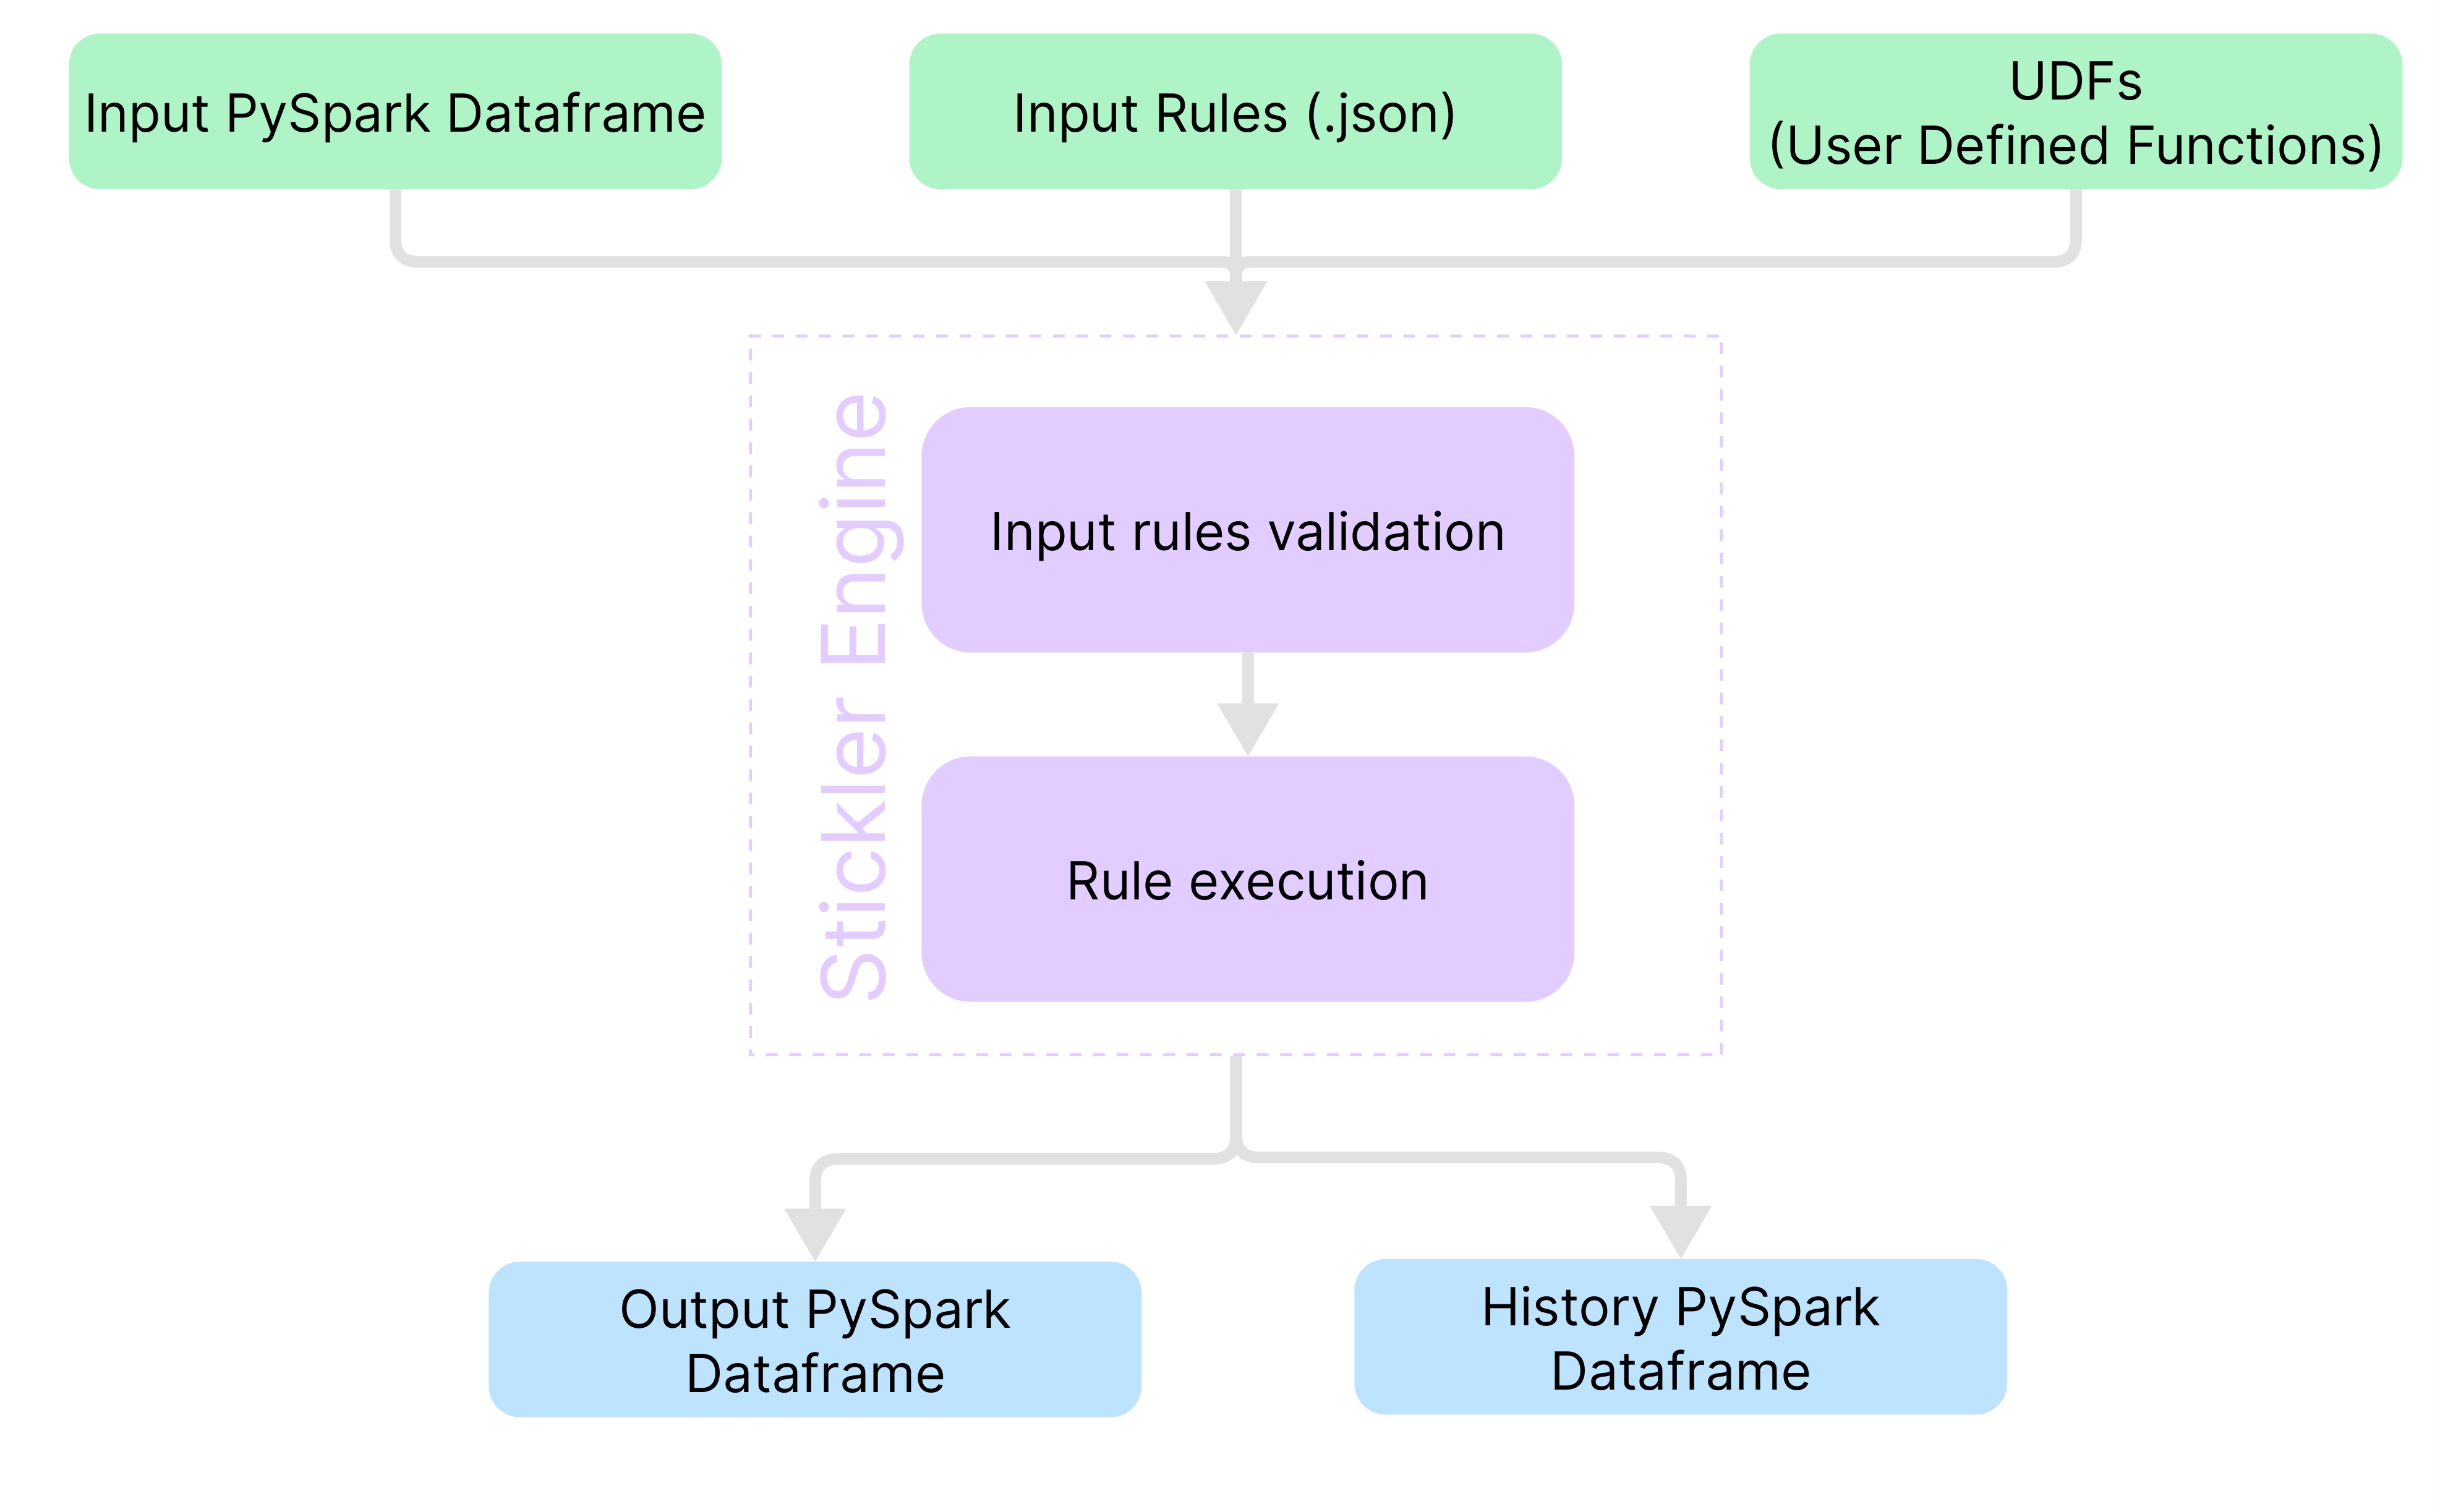 Input PySpark Dataframe
Input Rules (.json)
UDFs
(User Defined Functions)
Stickler Engine
Input rules validation
Rule execution
Output PySpark
Dataframe
History PySpark
Dataframe